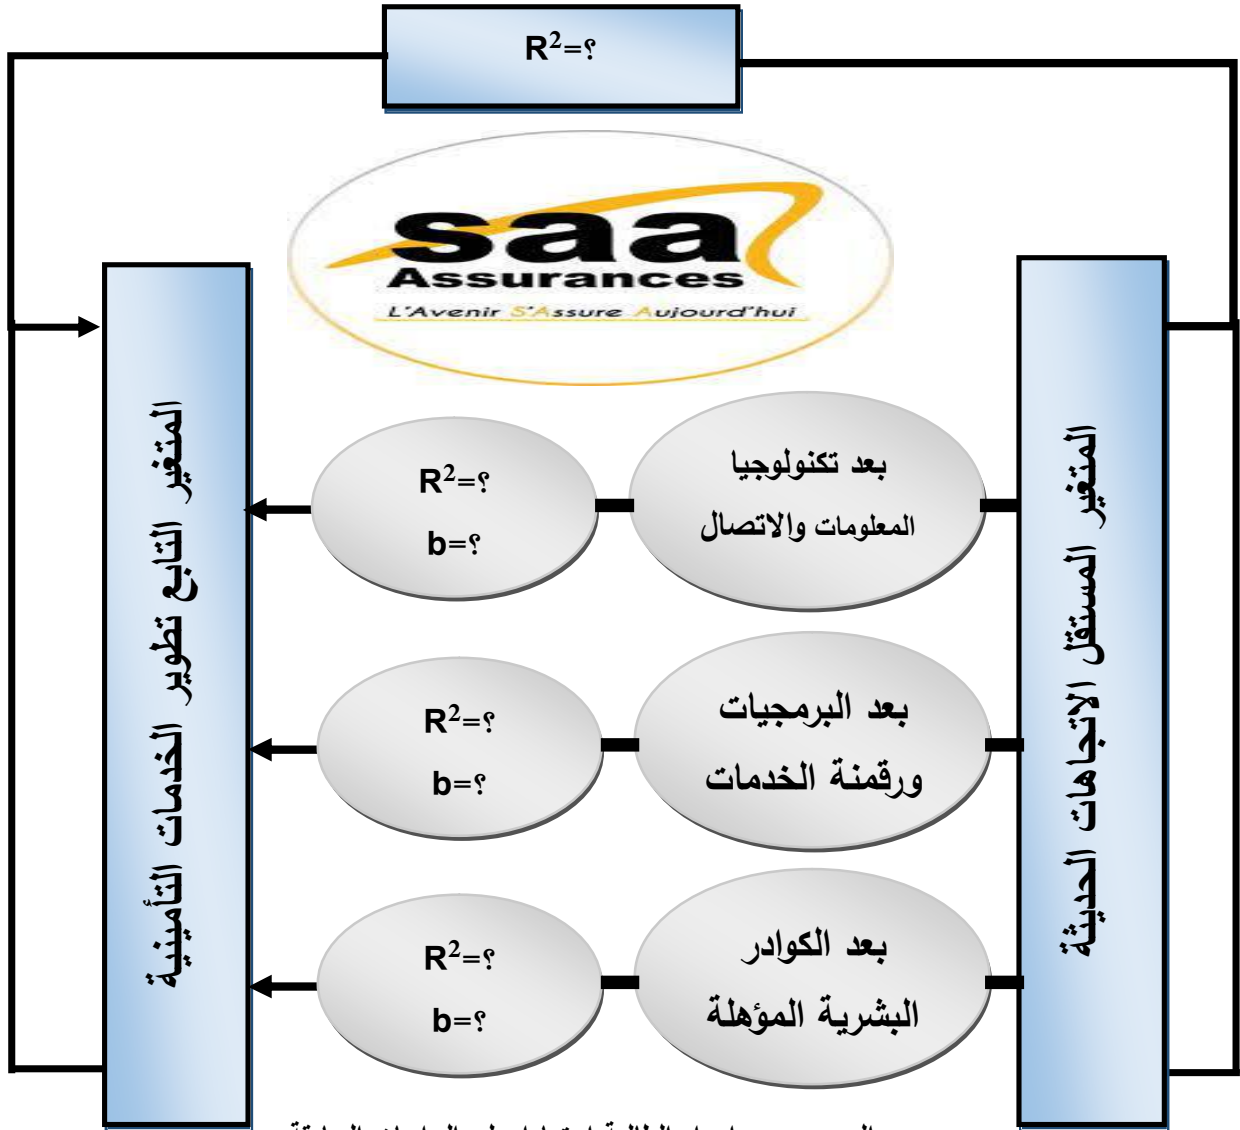 R²=؟
saa
Assurances
L'Avenir S'Assure Aujourd'hui
المتغير المستقل الاتجاهات الحديثة
بعد تكنولوجيا
المعلومات والاتصال
R²=؟
b=؟
بعد البرمجيات
ورقمنة الخدمات
R²=؟
b=؟
بعد الكوادر
البشرية المؤهلة
R²=؟
b=؟
المتغير التابع تطوير الخدمات التأمينية